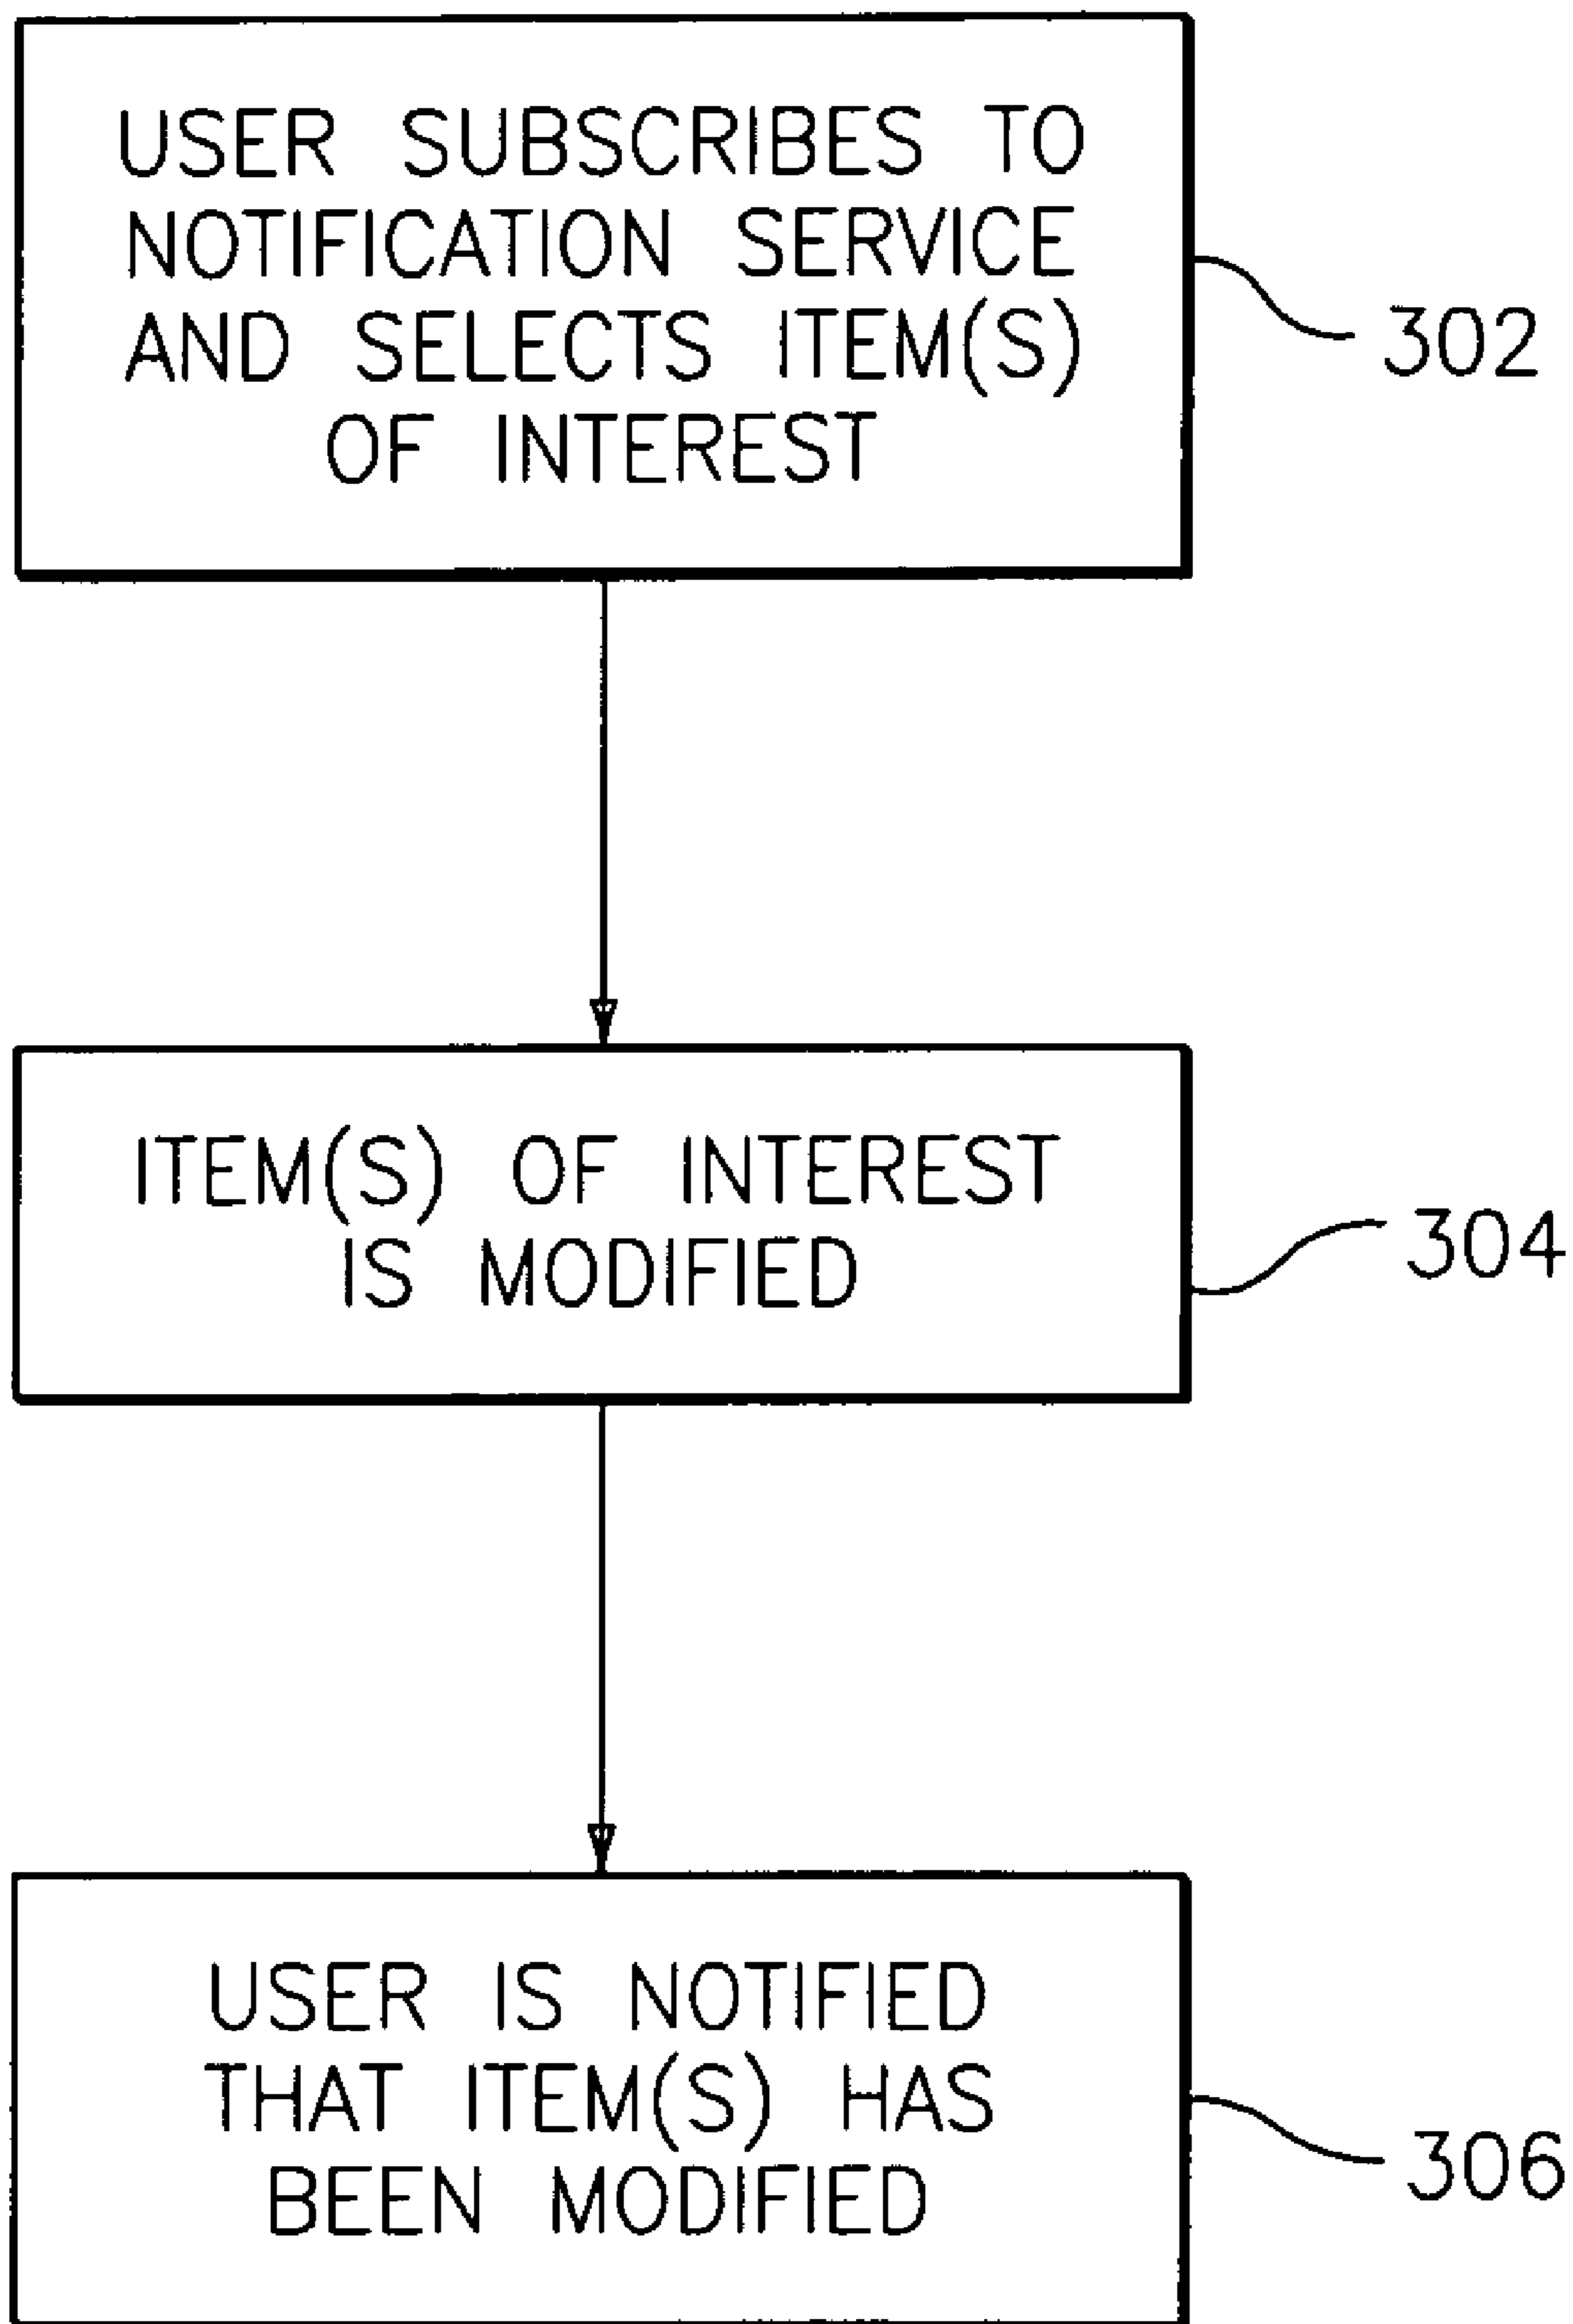 USER SUBSCRIBES TO
NOTIFICATION SERVICE
AND SELECTS ITEM(S)
OF INTEREST
302
ITEM(S) OF INTEREST
IS MODIFIED
304
USER IS NOTIFIED
THAT ITEM(S) HAS
BEEN MODIFIED
306